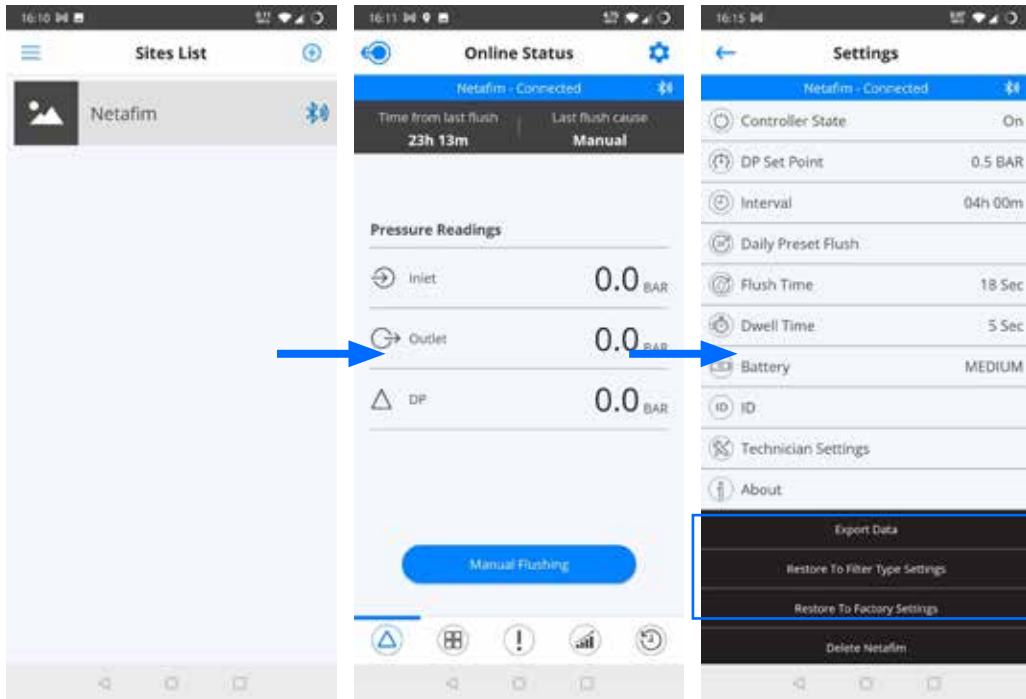 16:10
Sites List
Netafim
16:11
Online Status
Netafim - Connected
Time from last flush
Last flush cause
23h 13m
Manual
Pressure Readings
Inlet
0.0 BAR
Outlet
0.0 BAR
DP
0.0 BAR
Manual Flushing
16:15
Settings
Netafim - Connected
Controller State On
DP Set Point 0.5 BAR
Interval 04h 00m
Daily Preset Flush
Flush Time 18 Sec
Dwell Time 5 Sec
Battery MEDIUM
ID ID
Technician Settings
About
Export Data
Restore To Filter Type Settings
Restore To Factory Settings
Delete Netafim